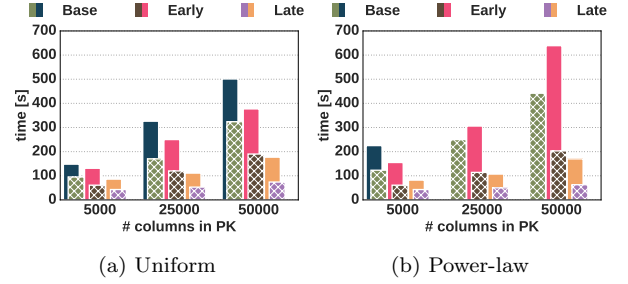 Base Early Late Base Early Late
700 700
600 600
500 500
400 400
300 300
200 200
100 100
0 0
time [s] time [s]
5000 25000 50000 5000 25000 50000
# columns in PK # columns in PK
(a) Uniform (b) Power-law